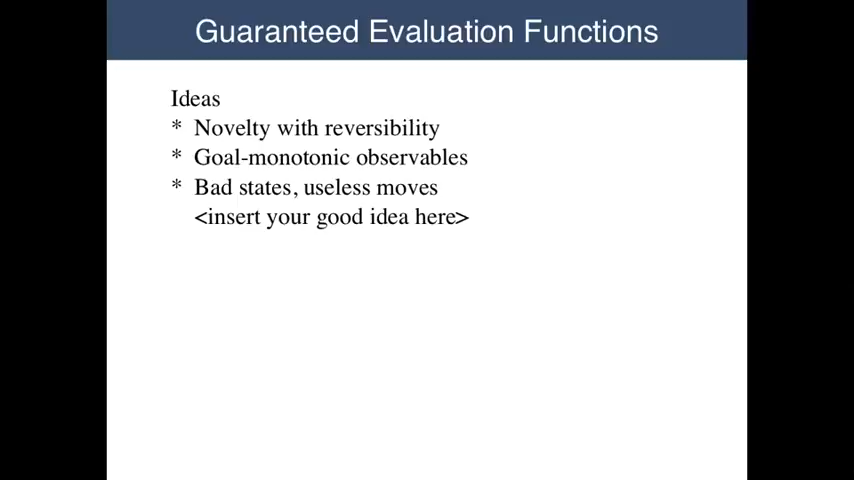 Guaranteed Evaluation Functions
Ideas
* Novelty with reversibility
* Goal-monotonic observables
* Bad states, useless moves
<insert your good idea here>